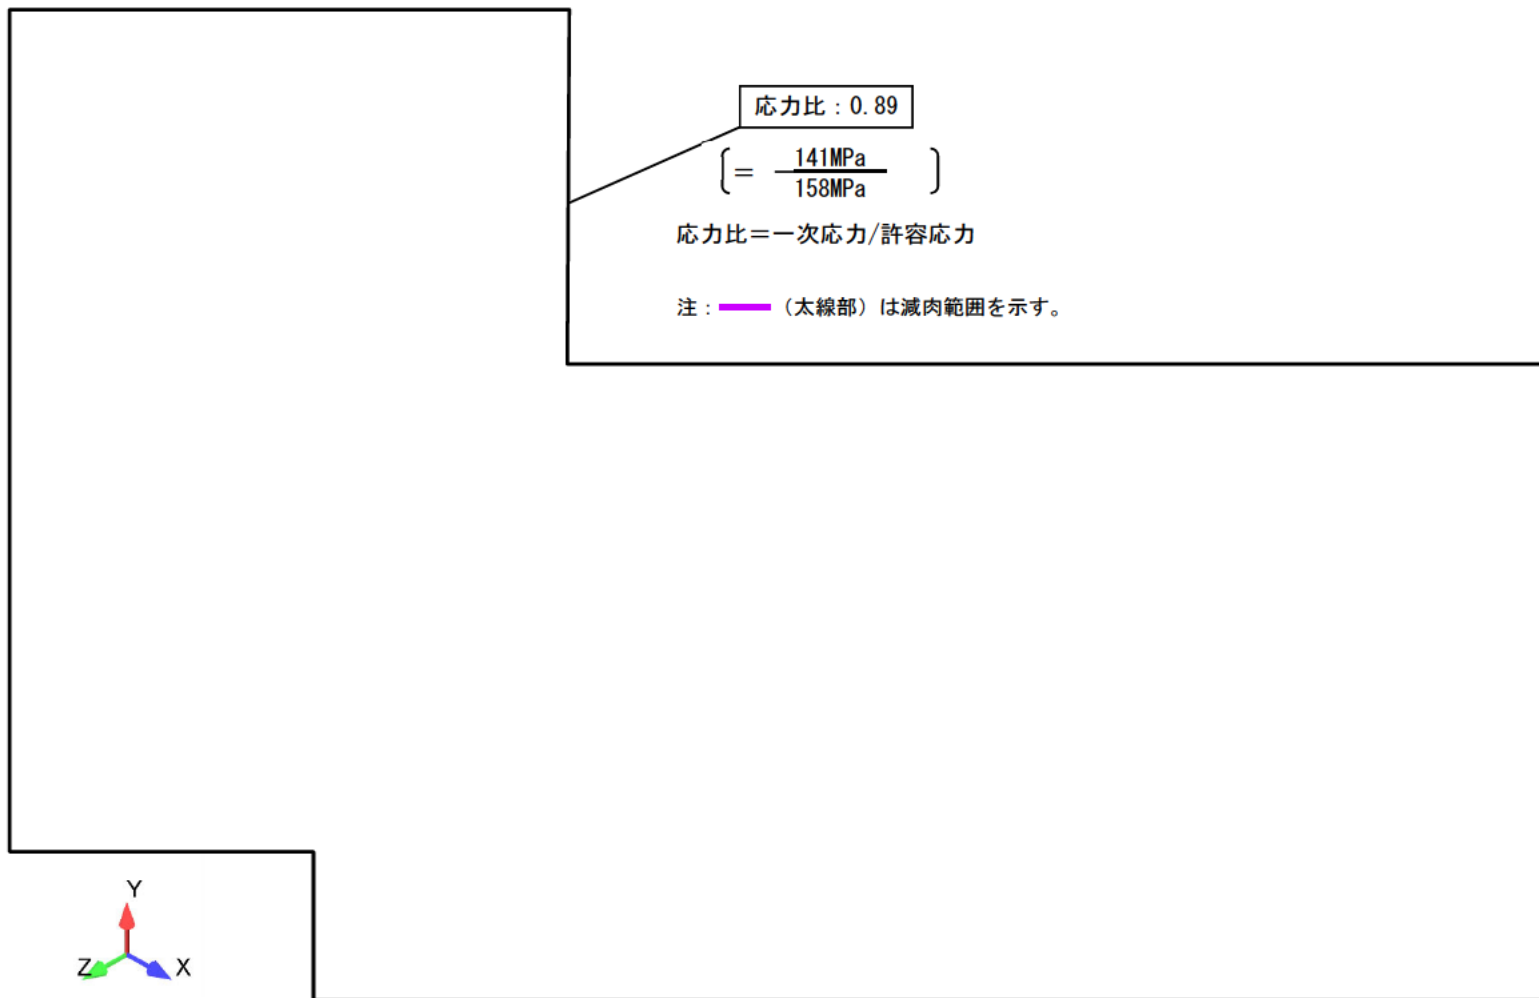 応力比：0.89
〔＝ 141MPa
158MPa 〕
応力比＝一次応力/許容応力
注：（太線部）は減肉範囲を示す。
Y
Z X